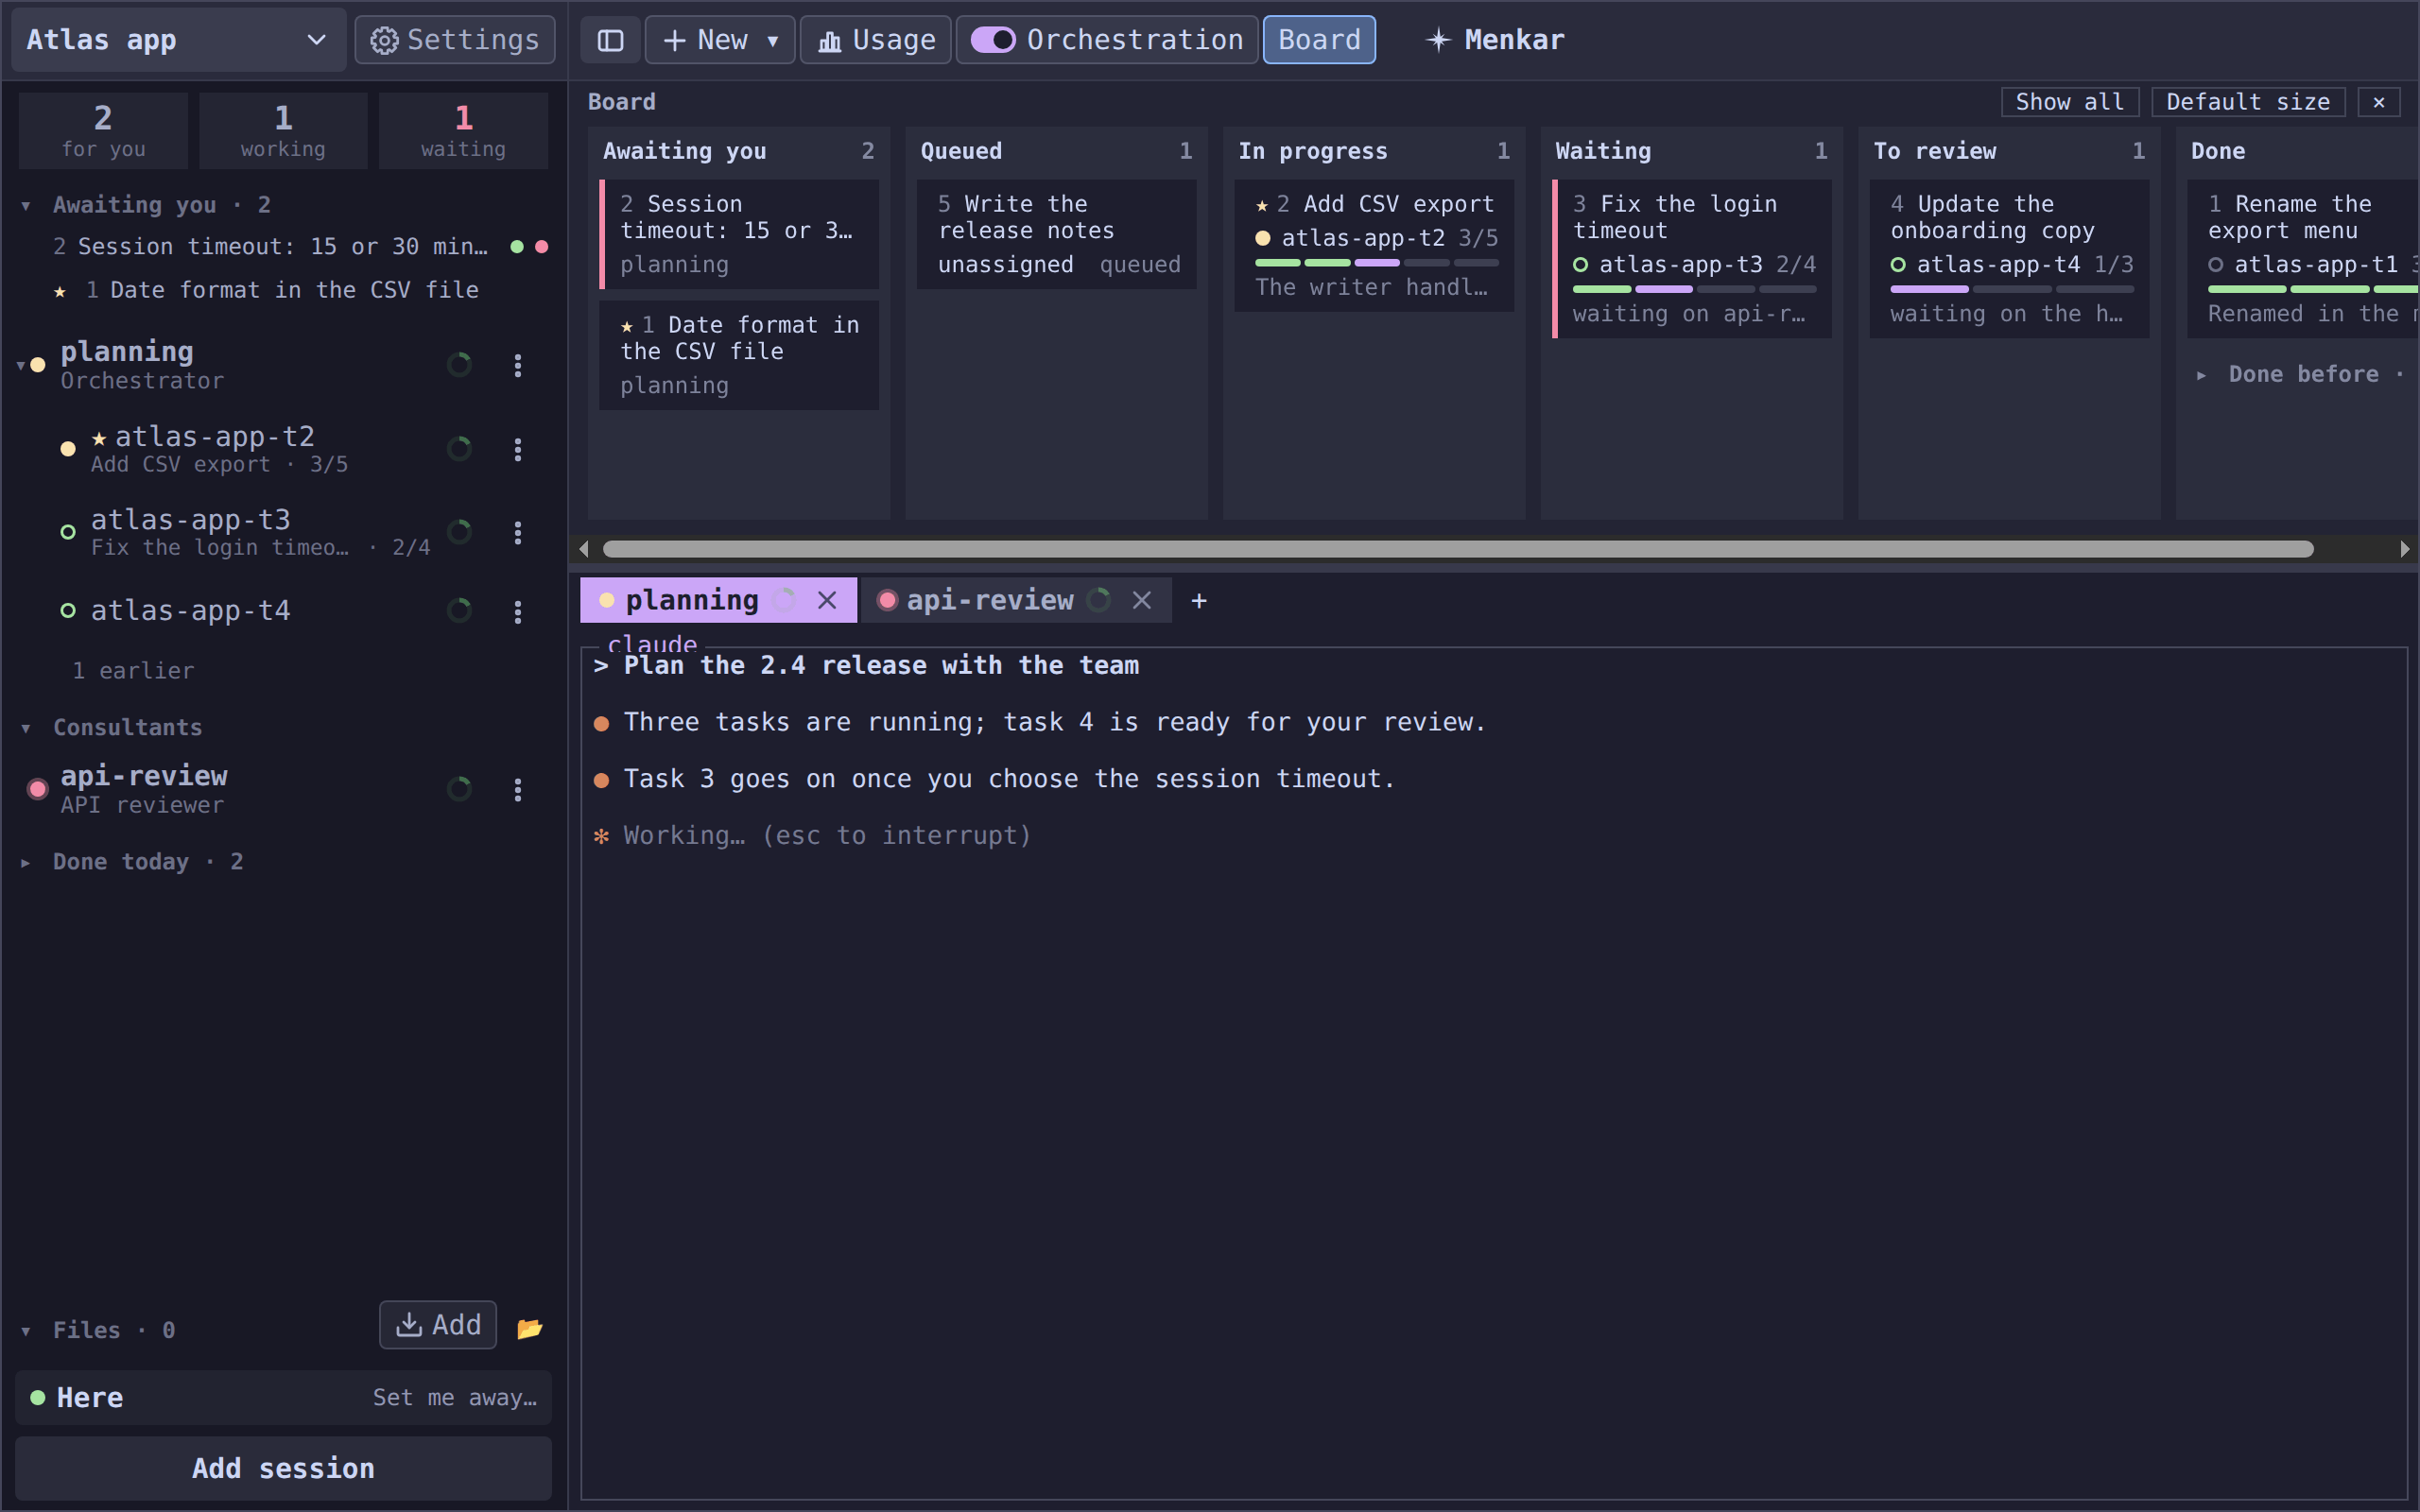 Atlas app
Settings
New ▾
Usage
Orchestration
Board
Menkar
2
for you
1
working
1
waiting
▾ Awaiting you · 2
2 Session timeout: 15 or 30 min…
★ 1 Date format in the CSV file
planning
Orchestrator
★ atlas-app-t2
Add CSV export · 3/5
atlas-app-t3
Fix the login timeo… · 2/4
atlas-app-t4
1 earlier
▾ Consultants
api-review
API reviewer
▸ Done today · 2
▾ Files · 0
Add
Here
Set me away…
Add session
Board
Show all
Default size
×
Awaiting you 2
2 Session
timeout: 15 or 3…
planning
★ 1 Date format in
the CSV file
planning
Queued 1
5 Write the
release notes
unassigned queued
In progress 1
★ 2 Add CSV export
atlas-app-t2 3/5
The writer handl…
Waiting 1
3 Fix the login
timeout
atlas-app-t3 2/4
waiting on api-r…
To review 1
4 Update the
onboarding copy
atlas-app-t4 1/3
waiting on the h…
Done
1 Rename the
export menu
atlas-app-t1
Renamed in the
▸ Done before ·
planning
api-review
+
claude
> Plan the 2.4 release with the team
● Three tasks are running; task 4 is ready for your review.
● Task 3 goes on once you choose the session timeout.
✻ Working… (esc to interrupt)